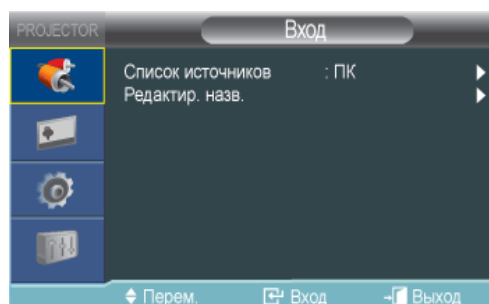 PROJECTOR
Вход
Список источников : ПК
Редактир. назв.
Перем. Вход Выход